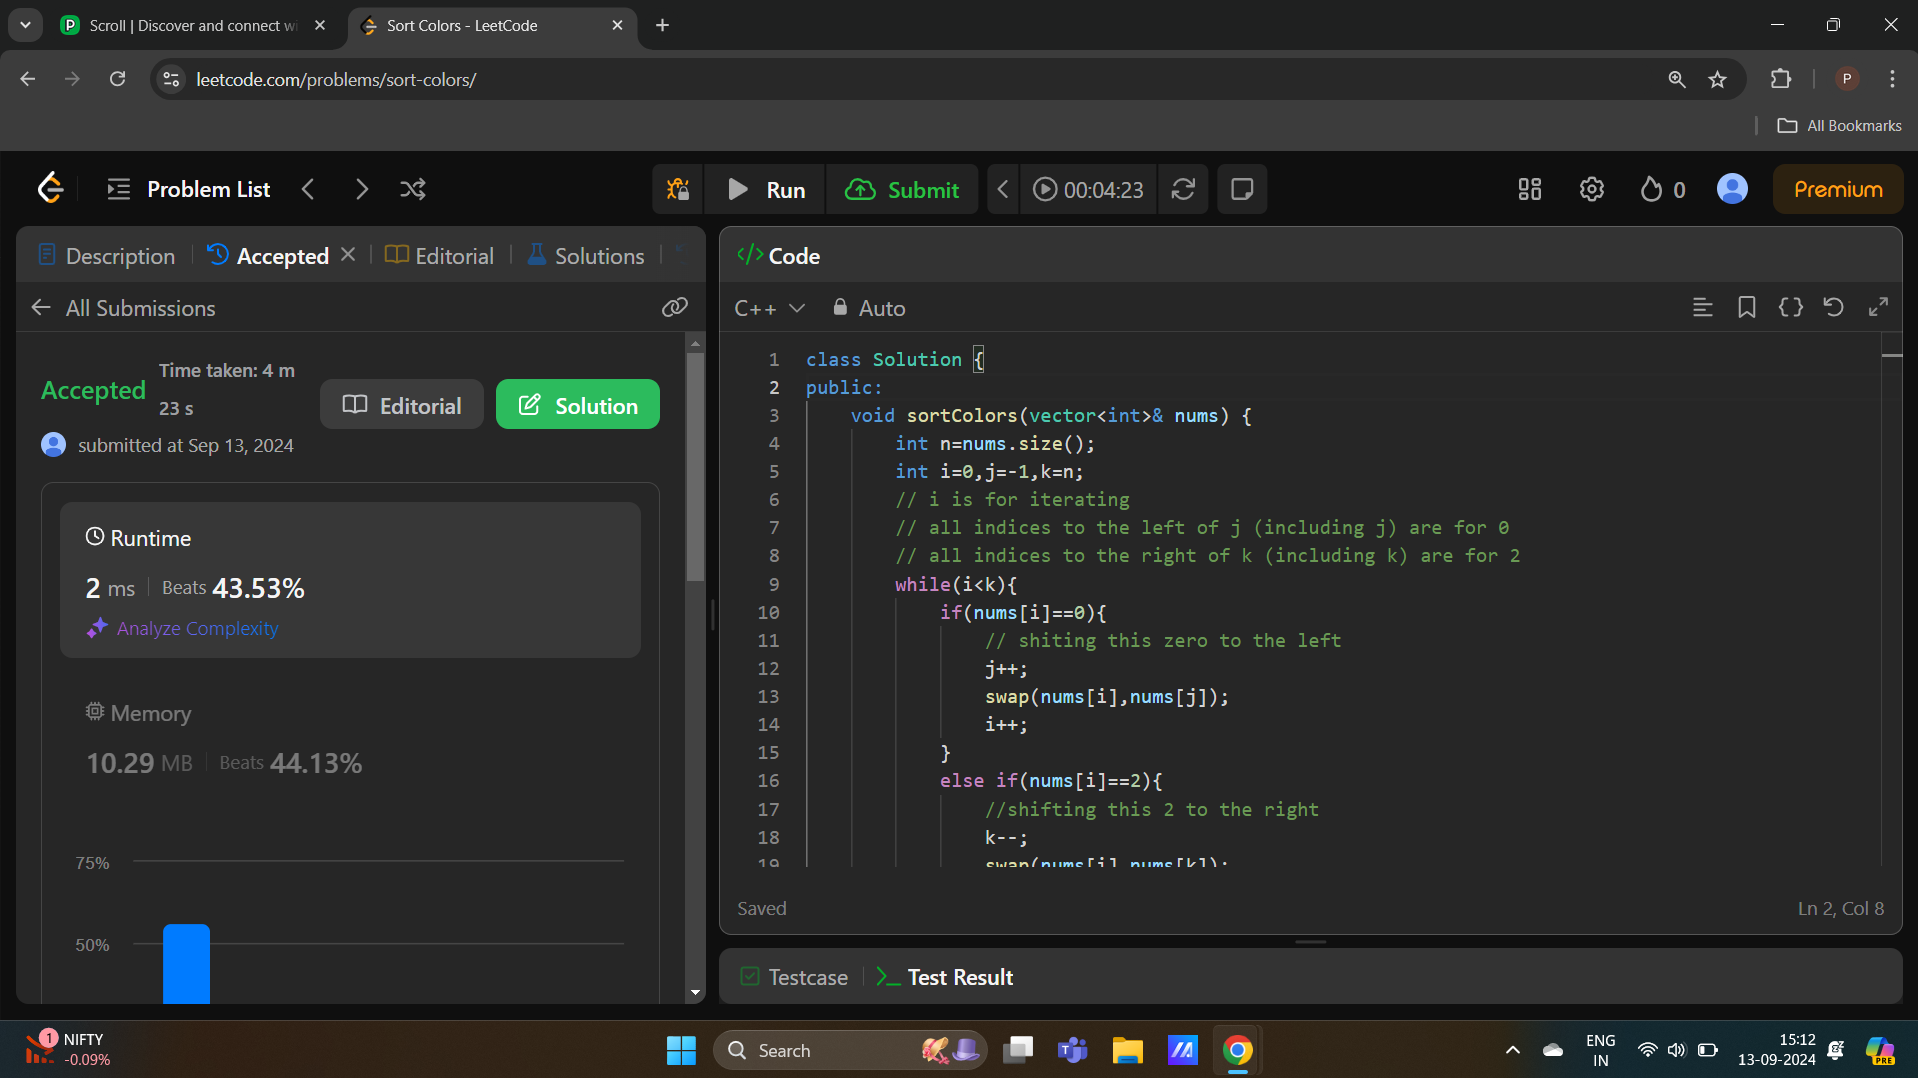 Scroll | Discover and connect wi
Sort Colors - LeetCode
leetcode.com/problems/sort-colors/
P
All Bookmarks
Problem List
Run
Submit
00:04:23
0
Premium
Description
Accepted
Editorial
Solutions
All Submissions
Accepted
Time taken: 4 m
23 s
Editorial
Solution
submitted at Sep 13, 2024
Runtime
2 ms
Beats 43.53%
Analyze Complexity
Memory
10.29 MB
Beats 44.13%
75%
50%
Code
C++
Auto
1 class Solution {
2 public:
3 void sortColors(vector<int>& nums) {
4 int n=nums.size();
5 int i=0,j=-1,k=n;
6 // i is for iterating
7 // all indices to the left of j (including j) are for 0
8 // all indices to the right of k (including k) are for 2
9 while(i<k){
10 if(nums[i]==0){
11 // shiting this zero to the left
12 j++;
13 swap(nums[i],nums[j]);
14 i++;
15 }
16 else if(nums[i]==2){
17 //shifting this 2 to the right
18 k--;
19 swap(nums[i],nums[k]);
Saved
Ln 2, Col 8
Testcase
Test Result
1
NIFTY
-0.09%
Search
ENG
IN
15:12
13-09-2024
PRE